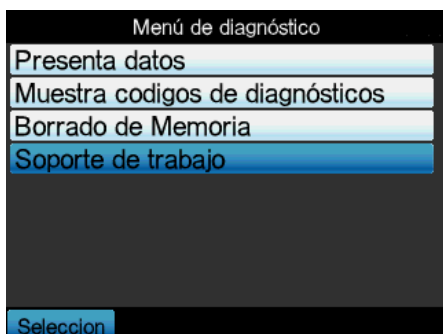 Menú de diagnóstico
Presenta datos
Muestra codigos de diagnósticos
Borrado de Memoria
Soporte de trabajo
Seleccion